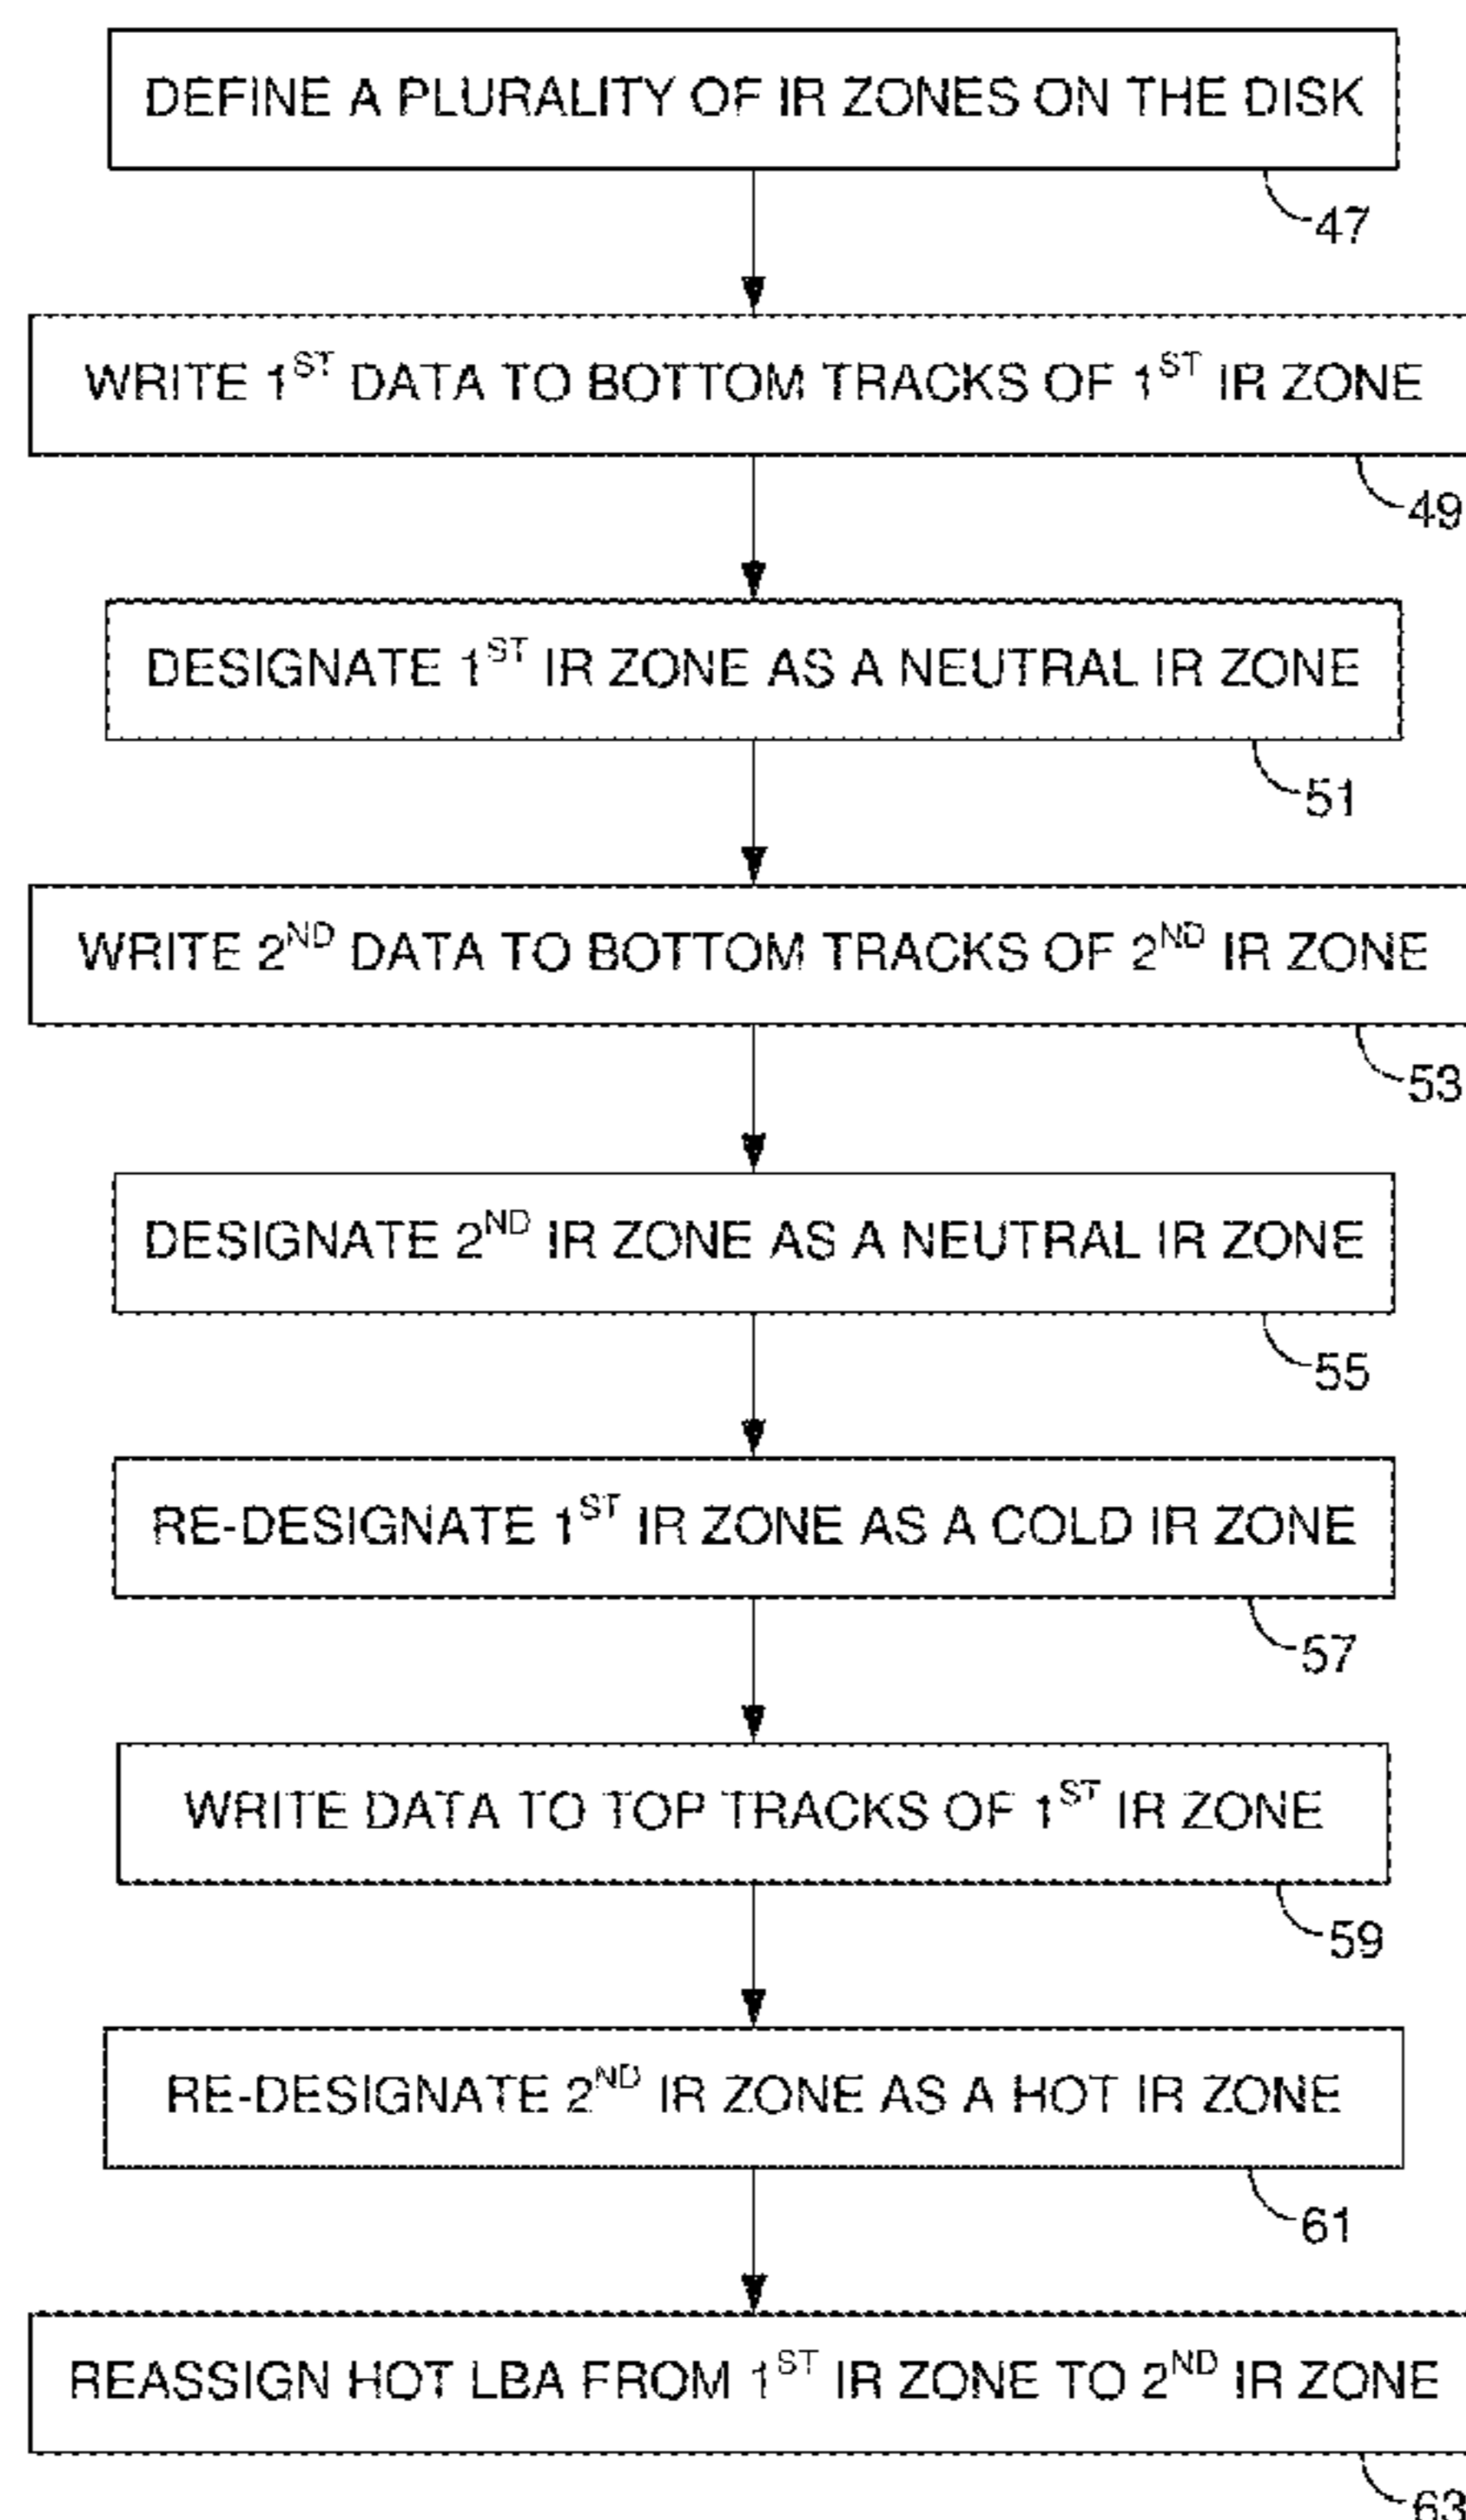 DEFINE A PLURALITY OF IR ZONES ON THE DISK
47
WRITE 1ST DATA TO BOTTOM TRACKS OF 1ST IR ZONE
49
DESIGNATE 1ST IR ZONE AS A NEUTRAL IR ZONE
51
WRITE 2ND DATA TO BOTTOM TRACKS OF 2ND IR ZONE
53
DESIGNATE 2ND IR ZONE AS A NEUTRAL IR ZONE
55
RE-DESIGNATE 1ST IR ZONE AS A COLD IR ZONE
57
WRITE DATA TO TOP TRACKS OF 1ST IR ZONE
59
RE-DESIGNATE 2ND IR ZONE AS A HOT IR ZONE
61
REASSIGN HOT LBA FROM 1ST IR ZONE TO 2ND IR ZONE
63